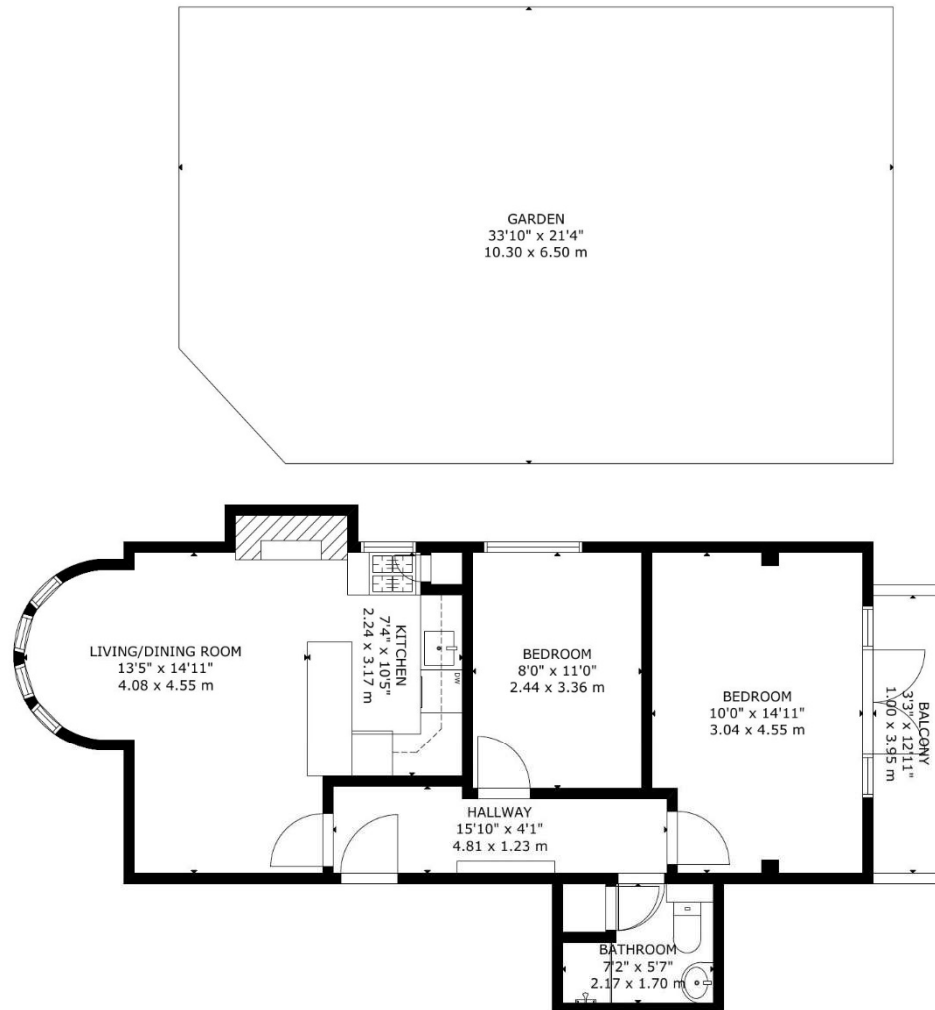 GARDEN
33'10" x 21'4"
10.30 x 6.50 m
LIVING/DINING ROOM
13'5" x 14'11"
4.08 x 4.55 m
KITCHEN
7'4" x 10'5"
2.24 x 3.17 m
DW
BEDROOM
8'0" x 11'0"
2.44 x 3.36 m
BEDROOM
10'0" x 14'11"
3.04 x 4.55 m
BALCONY
3'3" x 12'11"
1.00 x 3.95 m
HALLWAY
15'10" x 4'1"
4.81 x 1.23 m
BATHROOM
7'2" x 5'7"
2.17 x 1.70 m